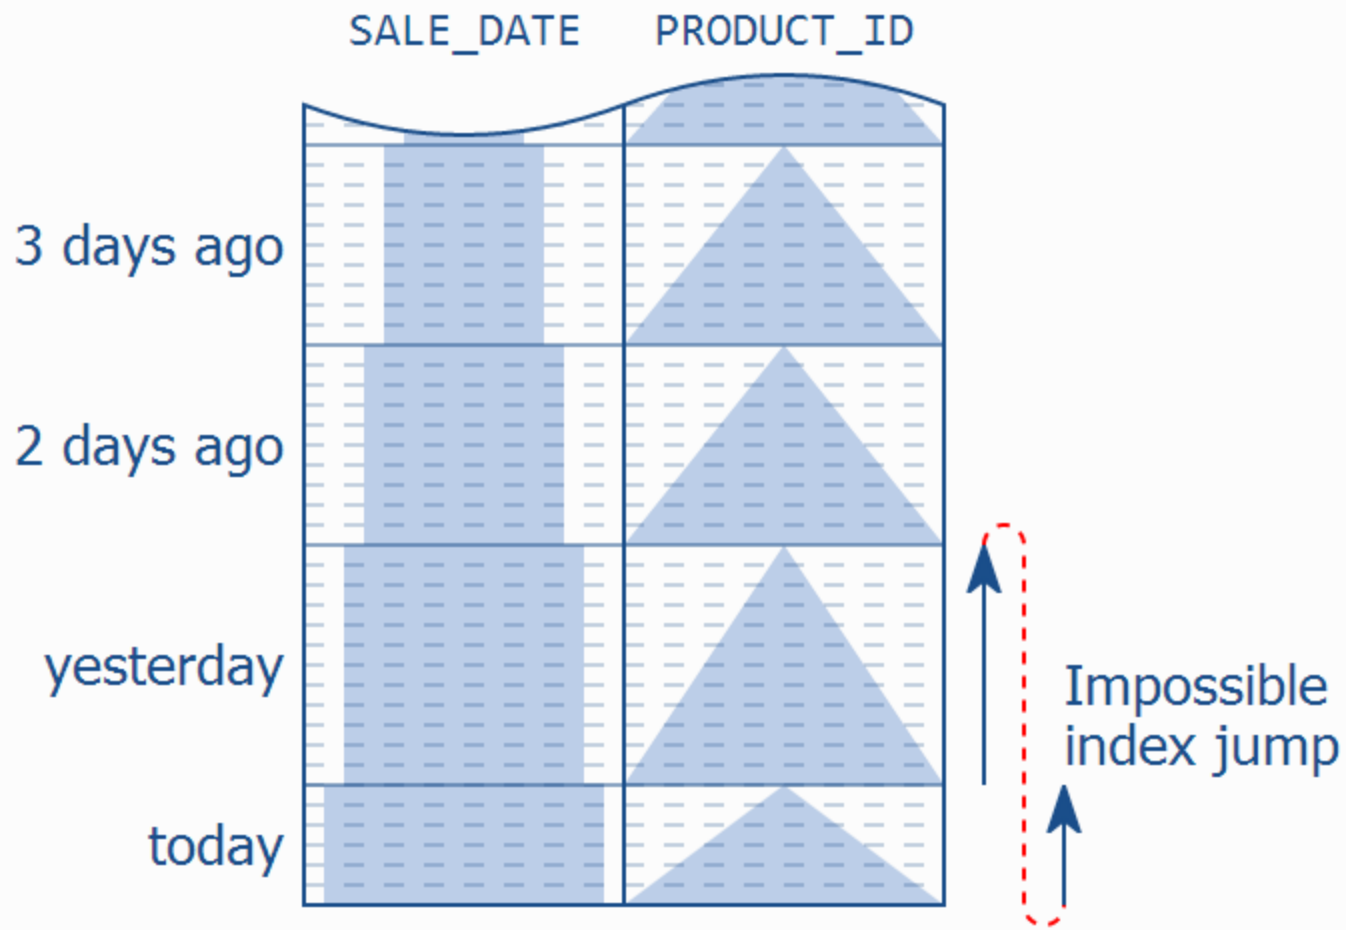 SALE_DATE PRODUCT_ID
3 days ago
2 days ago
yesterday
Impossible
index jump
today